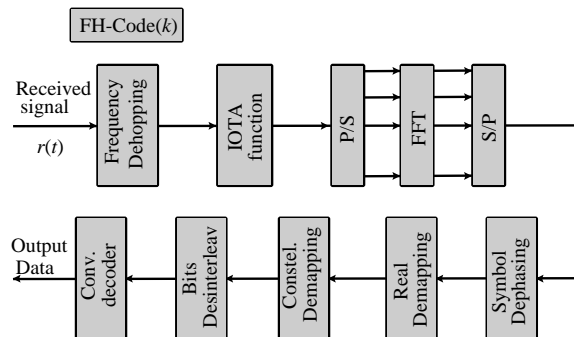 FH-Code(k)
Received
signal
r(t)
Frequency
Dehopping
IOTA
function
P/S
FFT
S/P
Output
Data
Conv.
decoder
Bits
Desinterleav
Constel.
Demapping
Real
Demapping
Symbol
Dephasing